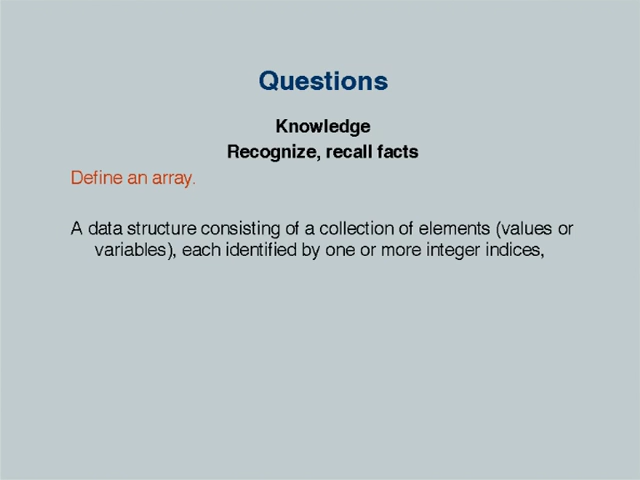 Questions
Knowledge
Recognize, recall facts
Define an array.
A data structure consisting of a collection of elements (values or
variables), each identified by one or more integer indices,